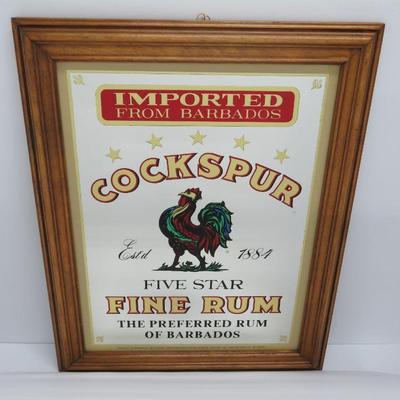 IMPORTED
FROM BARBADOS
COCKSPUR
Estd 1884
FIVE STAR
FINE RUM
THE PREFERRED RUM
OF BARBADOS